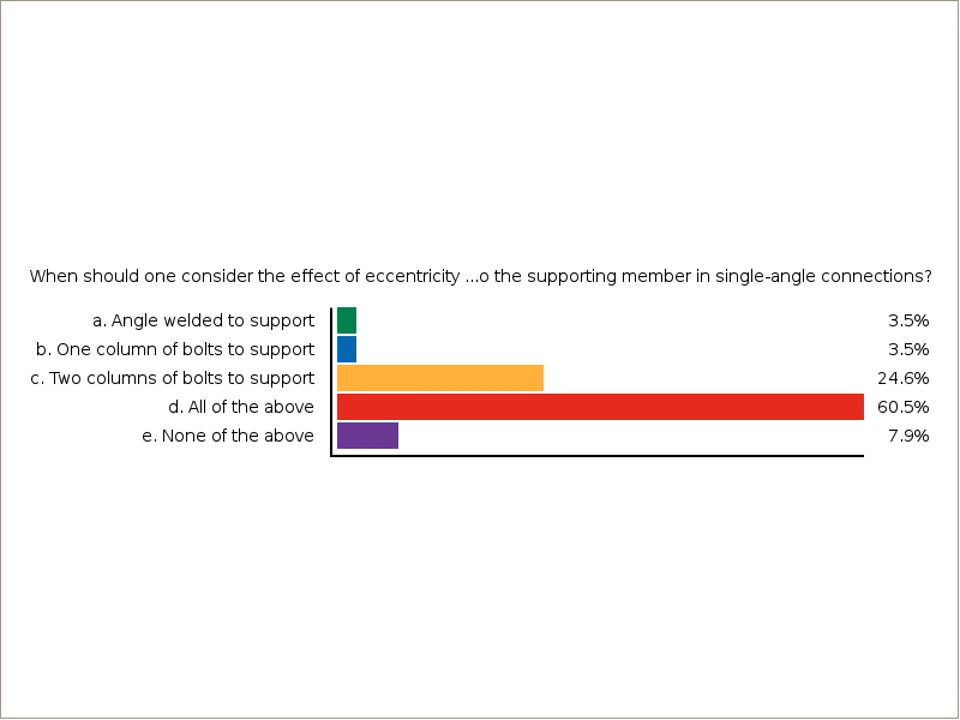 When should one consider the effect of eccentricity ...o the supporting member in single-angle connections?
a. Angle welded to support 3.5%
b. One column of bolts to support 3.5%
c. Two columns of bolts to support 24.6%
d. All of the above 60.5%
e. None of the above 7.9%